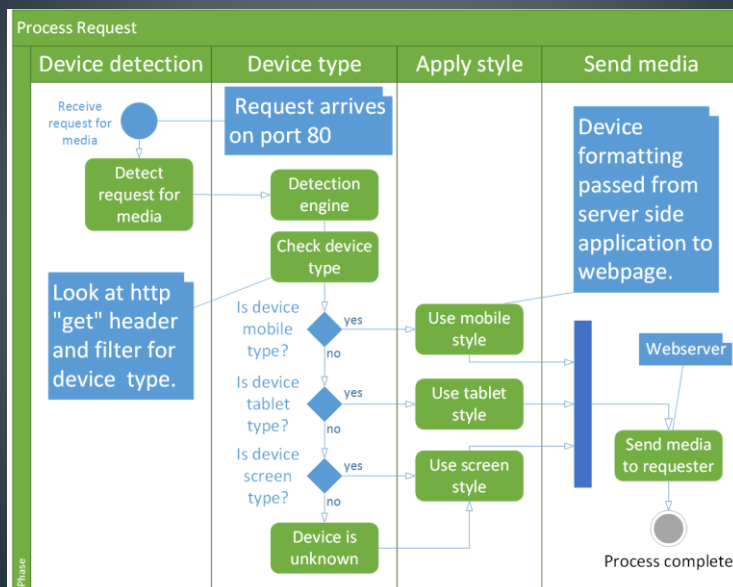 Process Request
Device detection
Device type
Apply style
Send media
Receive
request for
media
Request arrives
on port 80
Device
formatting
passed from
server side
application to
webpage.
Detect
request for
media
Detection
engine
Check device
type
Look at http
"get" header
and filter for
device type.
Is device
mobile
type?
yes
no
Use mobile
style
Webserver
Is device
tablet
type?
yes
no
Use tablet
style
Send media
to requester
Is device
screen
type?
yes
no
Use screen
style
Device is
unknown
Process complete
Phase